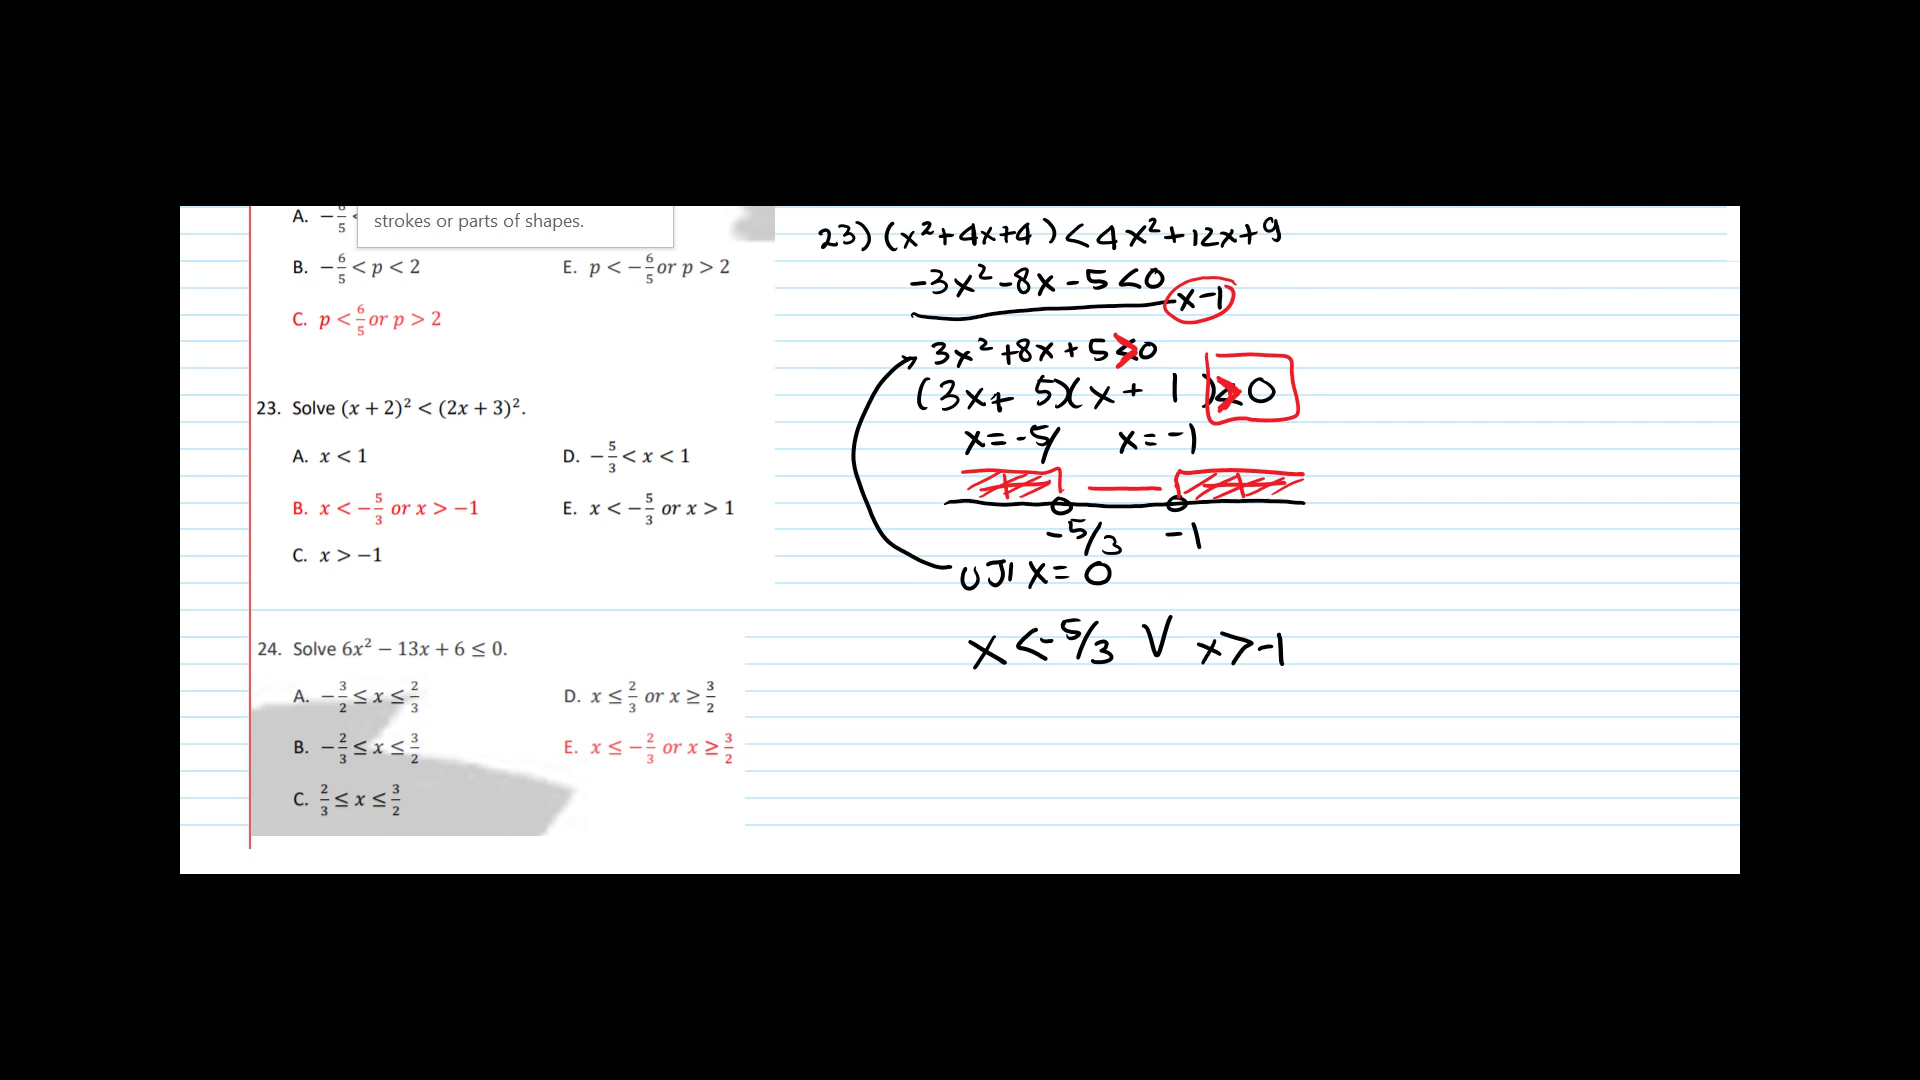 A. −6/5 <
strokes or parts of shapes.
B. −6/5 < p < 2
E. p < −6/5 or p > 2
C. p < 6/5 or p > 2
23. Solve (x + 2)² < (2x + 3)².
A. x < 1
D. −5/3 < x < 1
B. x < −5/3 or x > −1
E. x < −5/3 or x > 1
C. x > −1
24. Solve 6x² − 13x + 6 ≤ 0.
A. −3/2 ≤ x ≤ 2/3
D. x ≤ 2/3 or x ≥ 3/2
B. −2/3 ≤ x ≤ 3/2
E. x ≤ −2/3 or x ≥ 3/2
C. 2/3 ≤ x ≤ 3/2
23) (x²+4x+4) < 4x²+12x+9
-3x²-8x-5<0
x-1
3x²+8x+5>0
(3x+5)(x+1)>0
x=-5/ x=-1
+ — +
-5/3 -1
UJI X=0
x<-5/3 V x>-1